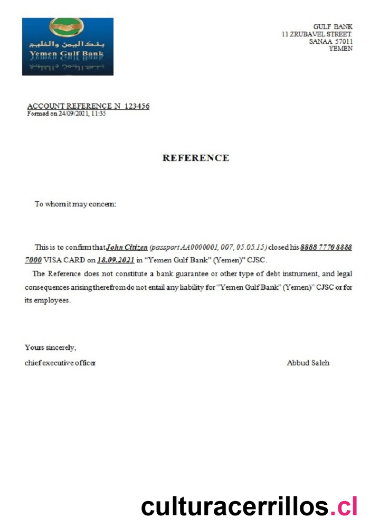 بنك اليمن والخليج
Yemen Gulf Bank
GULF BANK
11 ZRUBAVEL STREET.
SANAA 57011
YEMEN
ACCOUNT REFERENCE N 123456
Formed on 24/09/2021, 11:35
REFERENCE
To whom it may concern:
This is to confirm that John Citizen (passport AA0000001, 007, 05.05.15) closed his 8888 7770 8888
7000 VISA CARD on 18.09.2021 in "Yemen Gulf Bank" (Yemen)" CJSC.
The Reference does not constitute a bank guarantee or other type of debt instrument, and legal
consequences arising therefrom do not entail any liability for "Yemen Gulf Bank" (Yemen)" CJSC or for
its employees.
Yours sincerely,
chief executive officer Abbud Saleh
culturacerrillos.cl